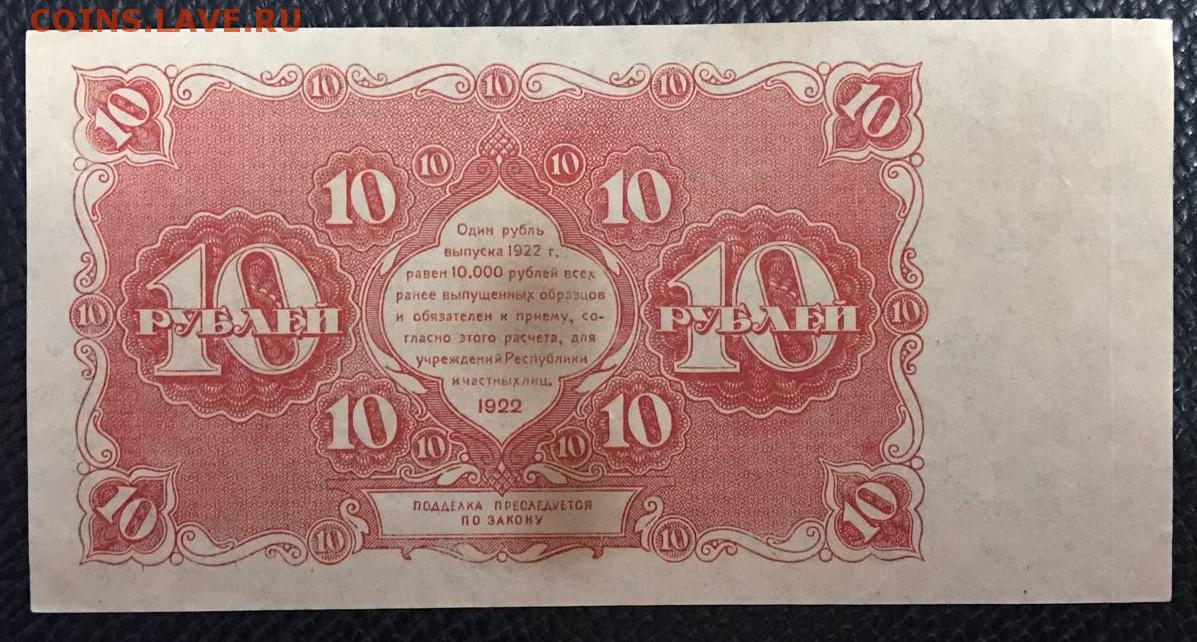 COINS.LAVE.RU
10 10 10 10 10
10 10
10 10
Один рубль
выпуска 1922 г.
равен 10.000 рублей всех
ранее выпущенных образцов
и обязателен к приему, со-
гласно этого расчета, для
учреждений Республики
и частных лиц.
1922
10 РУБЛЕЙ
10 РУБЛЕЙ
10 10
10 10
10 10
ПОДДЕЛКА ПРЕСЛЕДУЕТСЯ
ПО ЗАКОНУ
10 10 10 10